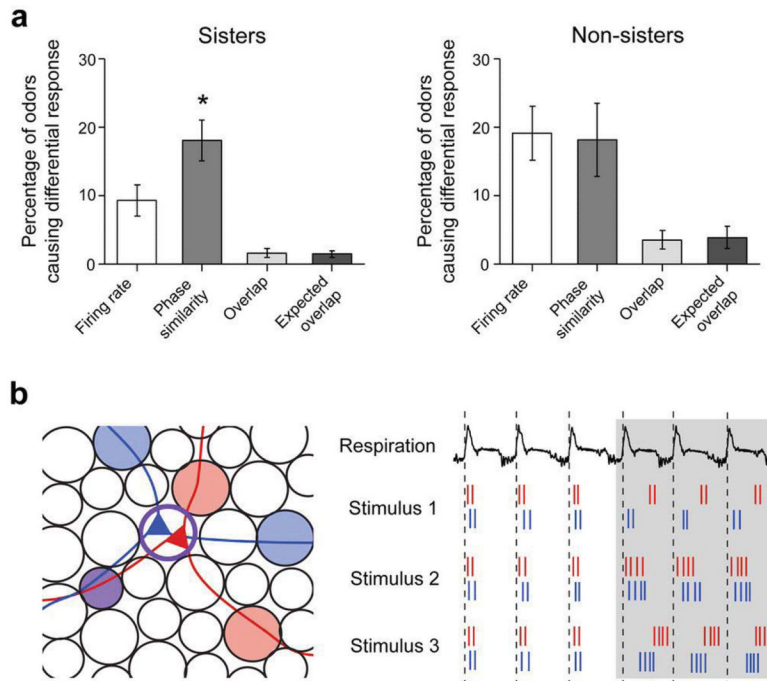 a
Sisters
Non-sisters
Percentage of odors
causing differential response
30
20
10
0
*
Firing rate
Phase
similarity
Overlap
Expected
overlap
Percentage of odors
causing differential response
30
20
10
0
Firing rate
Phase
similarity
Overlap
Expected
overlap
b
Respiration
Stimulus 1
Stimulus 2
Stimulus 3